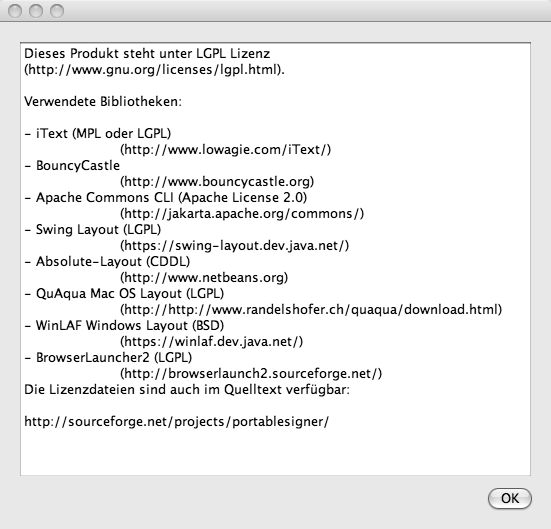 Dieses Produkt steht unter LGPL Lizenz
(http://www.gnu.org/licenses/lgpl.html).
Verwendete Bibliotheken:
- iText (MPL oder LGPL)
(http://www.lowagie.com/iText/)
- BouncyCastle
(http://www.bouncycastle.org)
- Apache Commons CLI (Apache License 2.0)
(http://jakarta.apache.org/commons/)
- Swing Layout (LGPL)
(https://swing-layout.dev.java.net/)
- Absolute-Layout (CDDL)
(http://www.netbeans.org)
- QuAqua Mac OS Layout (LGPL)
(http://http://www.randelshofer.ch/quaqua/download.html)
- WinLAF Windows Layout (BSD)
(https://winlaf.dev.java.net/)
- BrowserLauncher2 (LGPL)
(http://browserlaunch2.sourceforge.net/)
Die Lizenzdateien sind auch im Quelltext verfügbar:
http://sourceforge.net/projects/portablesigner/
OK